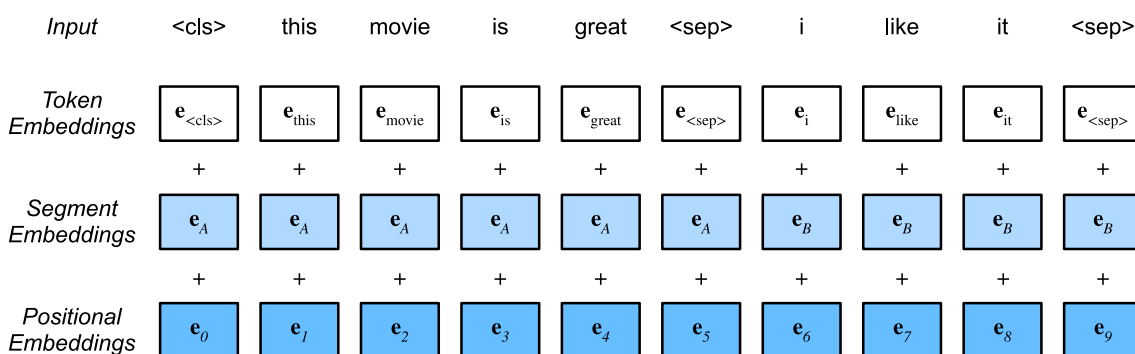 Input <cls> this movie is great <sep> i like it <sep>
Token
Embeddings
e<cls> ethis emovie eis egreat e<sep> ei elike eit e<sep>
+ + + + + + + + + +
Segment
Embeddings
eA eA eA eA eA eA eB eB eB eB
+ + + + + + + + + +
Positional
Embeddings
e0 e1 e2 e3 e4 e5 e6 e7 e8 e9